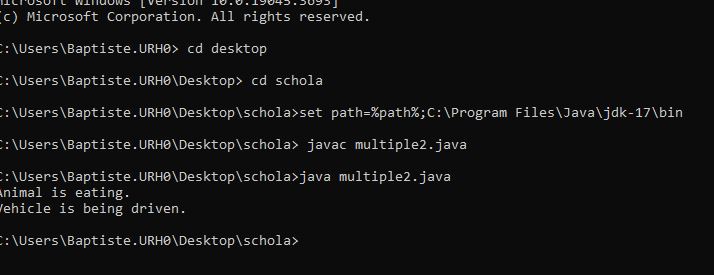 Microsoft Windows [Version 10.0.19045.3693]
(c) Microsoft Corporation. All rights reserved.
C:\Users\Baptiste.URH0> cd desktop
C:\Users\Baptiste.URH0\Desktop> cd schola
C:\Users\Baptiste.URH0\Desktop\schola>set path=%path%;C:\Program Files\Java\jdk-17\bin
C:\Users\Baptiste.URH0\Desktop\schola> javac multiple2.java
C:\Users\Baptiste.URH0\Desktop\schola>java multiple2.java
Animal is eating.
Vehicle is being driven.
C:\Users\Baptiste.URH0\Desktop\schola>